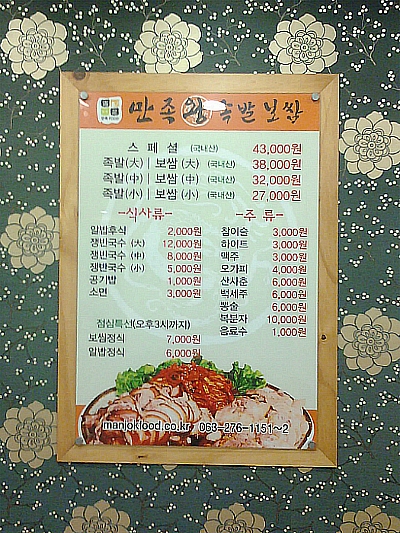 만족 족발 보쌈
스페셜 (국내산) 43,000원
족발(大) | 보쌈(大) (국내산) 38,000원
족발(中) | 보쌈(中) (국내산) 32,000원
족발(小) | 보쌈(小) (국내산) 27,000원
-식사류-
알밥후식 2,000원
쟁반국수 (大) 12,000원
쟁반국수 (中) 8,000원
쟁반국수 (小) 5,000원
공기밥 1,000원
소면 3,000원
점심특선(오후3시까지)
보쌈정식 7,000원
알밥정식 6,000원
-주 류-
참이슬 3,000원
하이트 3,000원
맥주 3,000원
오가피 4,000원
산사춘 6,000원
백세주 6,000원
뽕술 6,000원
복분자 10,000원
음료수 1,000원
manjokfood.co.kr 063-276-1151~2